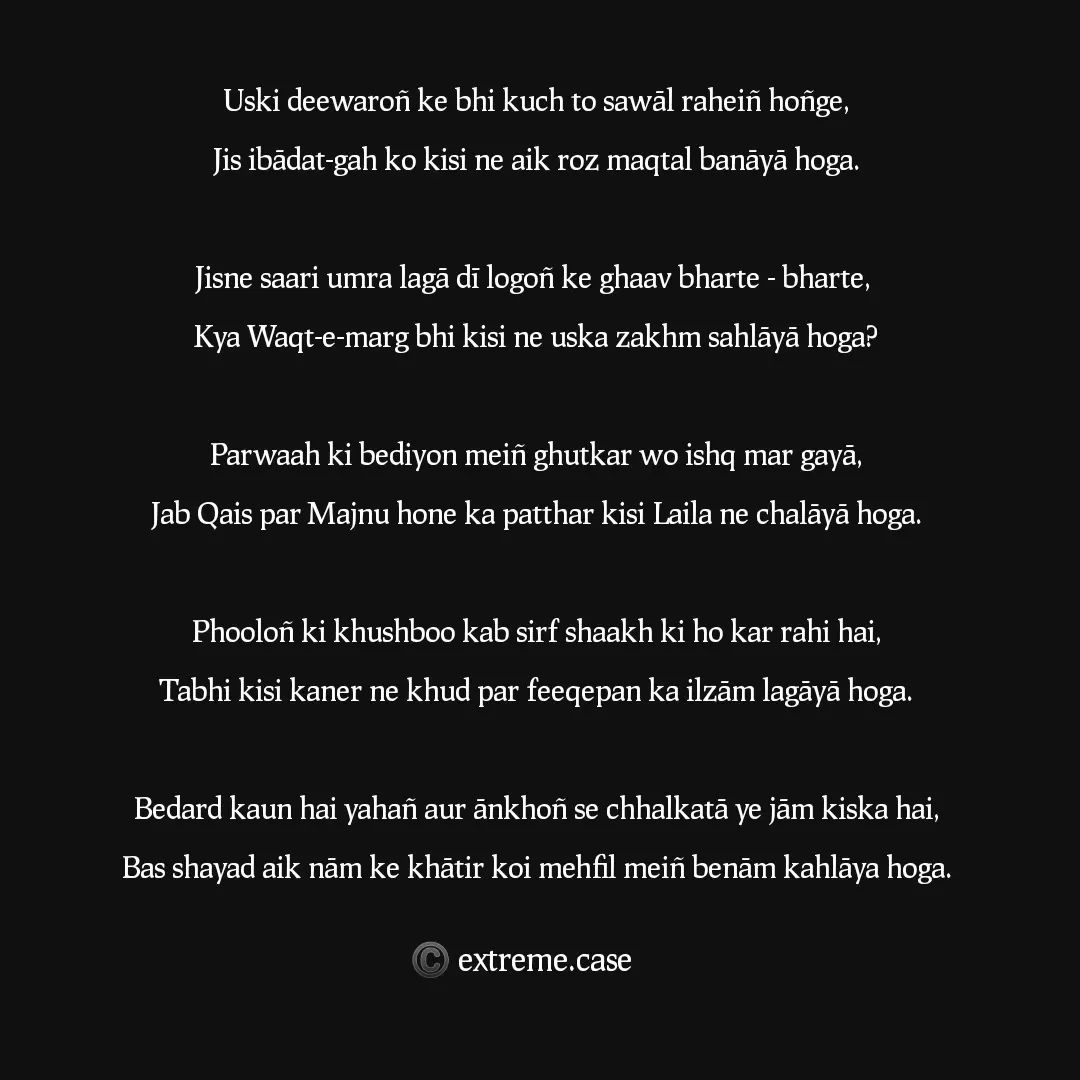 Uski deewaroñ ke bhi kuch to sawāl raheiñ hoñge,
Jis ibādat-gah ko kisi ne aik roz maqtal banāyā hoga.
Jisne saari umra lagā dī logoñ ke ghaav bharte - bharte,
Kya Waqt-e-marg bhi kisi ne uska zakhm sahlāyā hoga?
Parwaah ki bediyon meiñ ghutkar wo ishq mar gayā,
Jab Qais par Majnu hone ka patthar kisi Laila ne chalāyā hoga.
Phooloñ ki khushboo kab sirf shaakh ki ho kar rahi hai,
Tabhi kisi kaner ne khud par feeqepan ka ilzām lagāyā hoga.
Bedard kaun hai yahañ aur ānkhoñ se chhalkatā ye jām kiska hai,
Bas shayad aik nām ke khātir koi mehfil meiñ benām kahlāya hoga.
© extreme.case